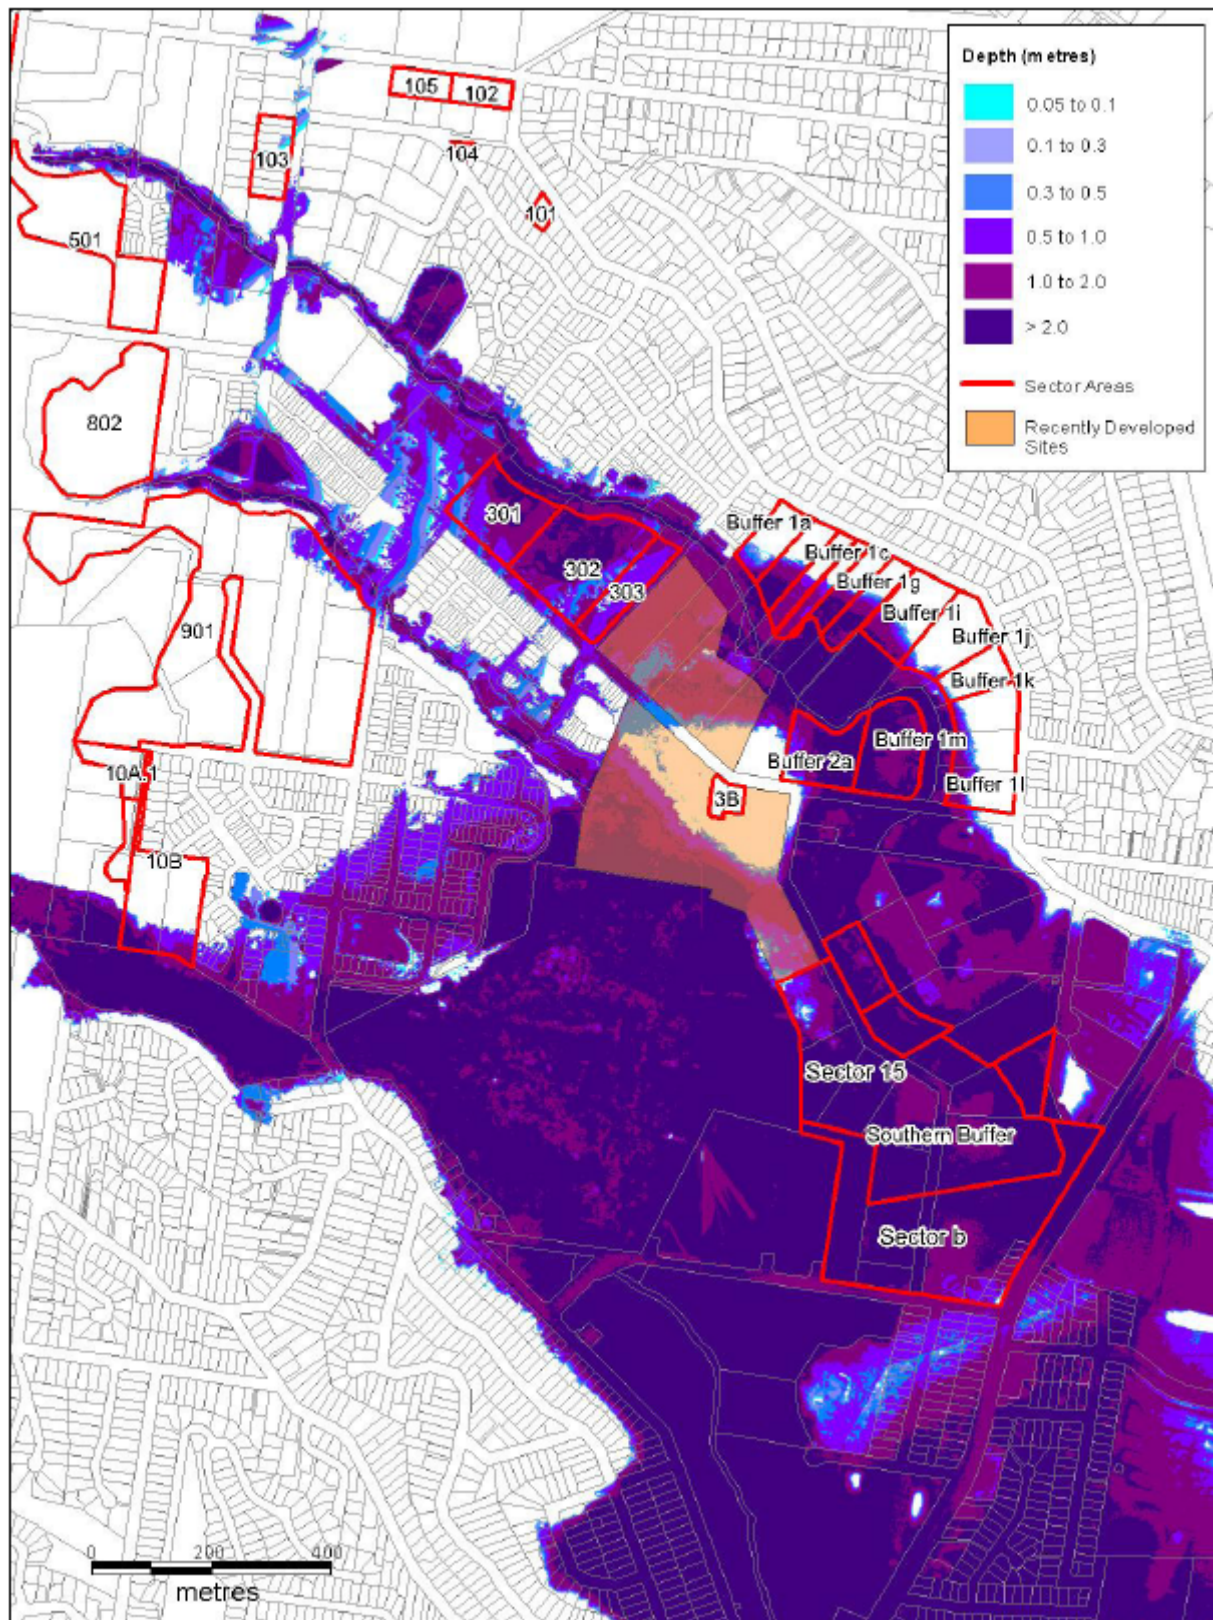 Depth (metres)
0.05 to 0.1
0.1 to 0.3
0.3 to 0.5
0.5 to 1.0
1.0 to 2.0
> 2.0
Sector Areas
Recently Developed
Sites
105
102
103
104
101
501
802
301
302
303
Buffer 1a
Buffer 1c
Buffer 1g
Buffer 1i
Buffer 1j
Buffer 1k
901
Buffer 1m
Buffer 2a
Buffer 1l
10A.1
3B
10B
Sector 15
Southern Buffer
Sector b
0 200 400
metres